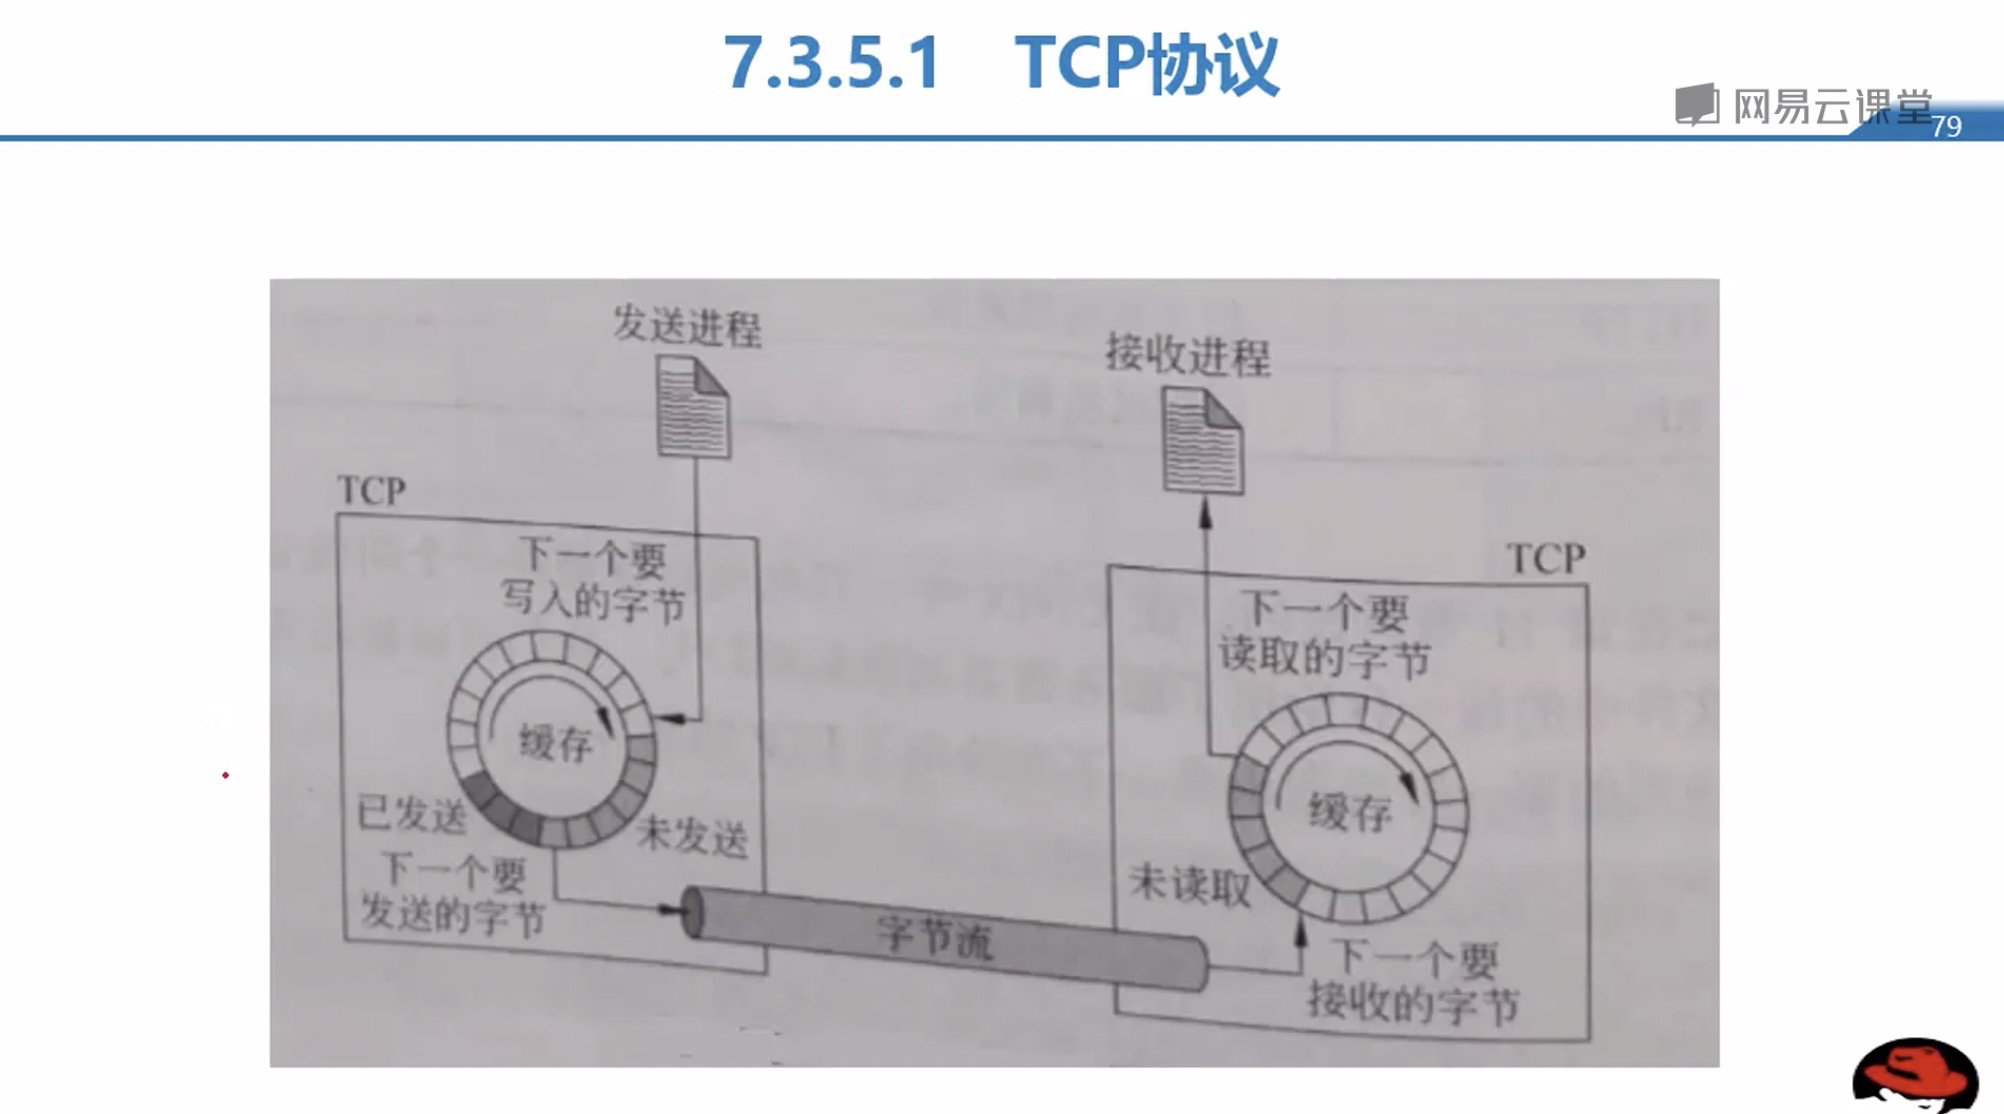 7.3.5.1 TCP协议
网易云课堂
79
发送进程
接收进程
TCP
TCP
下一个要
写入的字节
下一个要
读取的字节
缓存
缓存
已发送
未发送
未读取
下一个要
发送的字节
字节流
下一个要
接收的字节